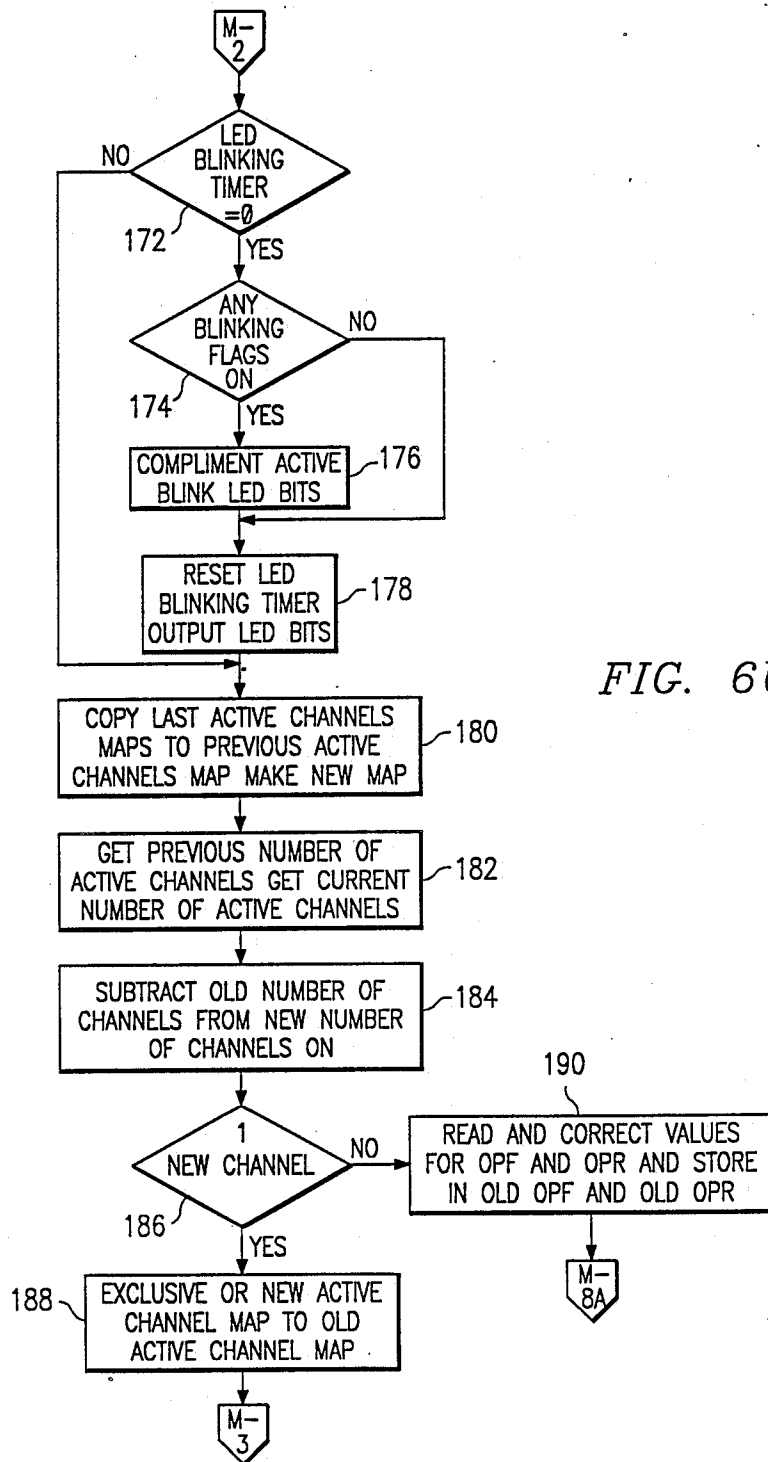 M-
2
LED
BLINKING
TIMER
=0
NO
172
YES
ANY
BLINKING
FLAGS
ON
NO
174
YES
COMPLIMENT ACTIVE
BLINK LED BITS
176
RESET LED
BLINKING TIMER
OUTPUT LED BITS
178
FIG. 6
COPY LAST ACTIVE CHANNELS
MAPS TO PREVIOUS ACTIVE
CHANNELS MAP MAKE NEW MAP
180
GET PREVIOUS NUMBER OF
ACTIVE CHANNELS GET CURRENT
NUMBER OF ACTIVE CHANNELS
182
SUBTRACT OLD NUMBER OF
CHANNELS FROM NEW NUMBER
OF CHANNELS ON
184
1
NEW CHANNEL
NO
186
YES
190
READ AND CORRECT VALUES
FOR OPF AND OPR AND STORE
IN OLD OPF AND OLD OPR
M-
8A
188
EXCLUSIVE OR NEW ACTIVE
CHANNEL MAP TO OLD
ACTIVE CHANNEL MAP
M-
3